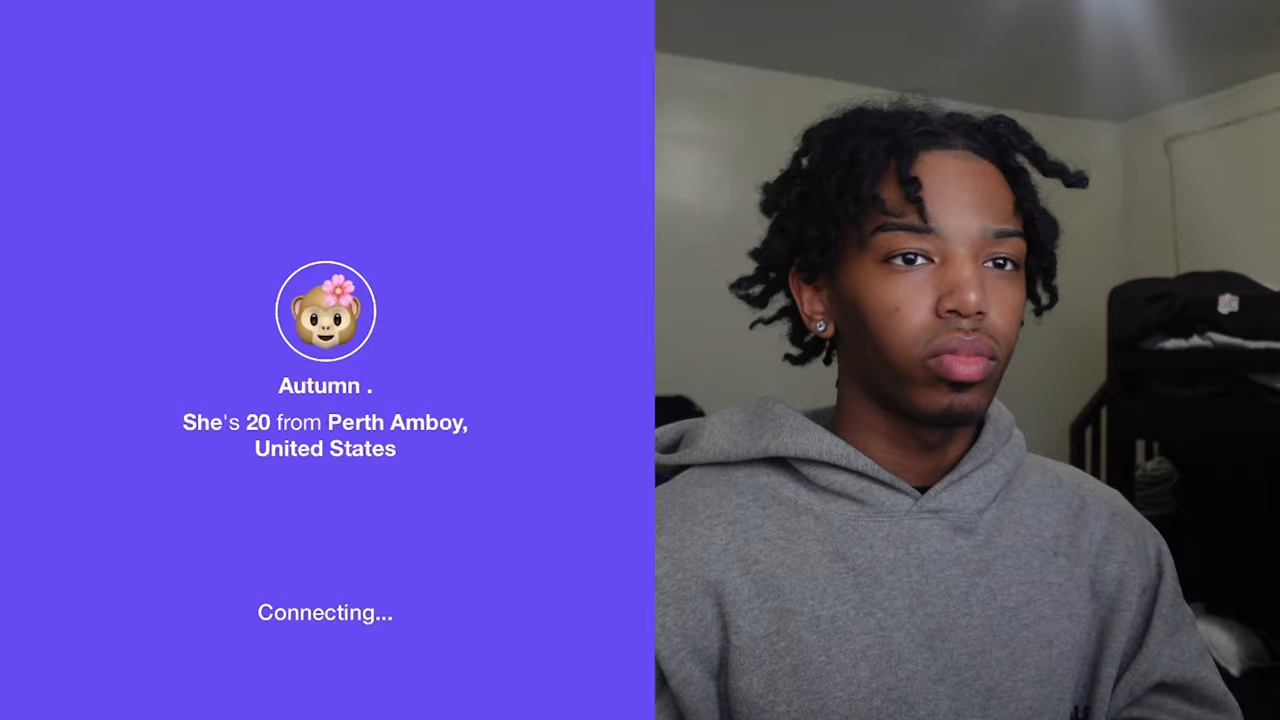 Autumn .
She's 20 from Perth Amboy,
United States
Connecting...